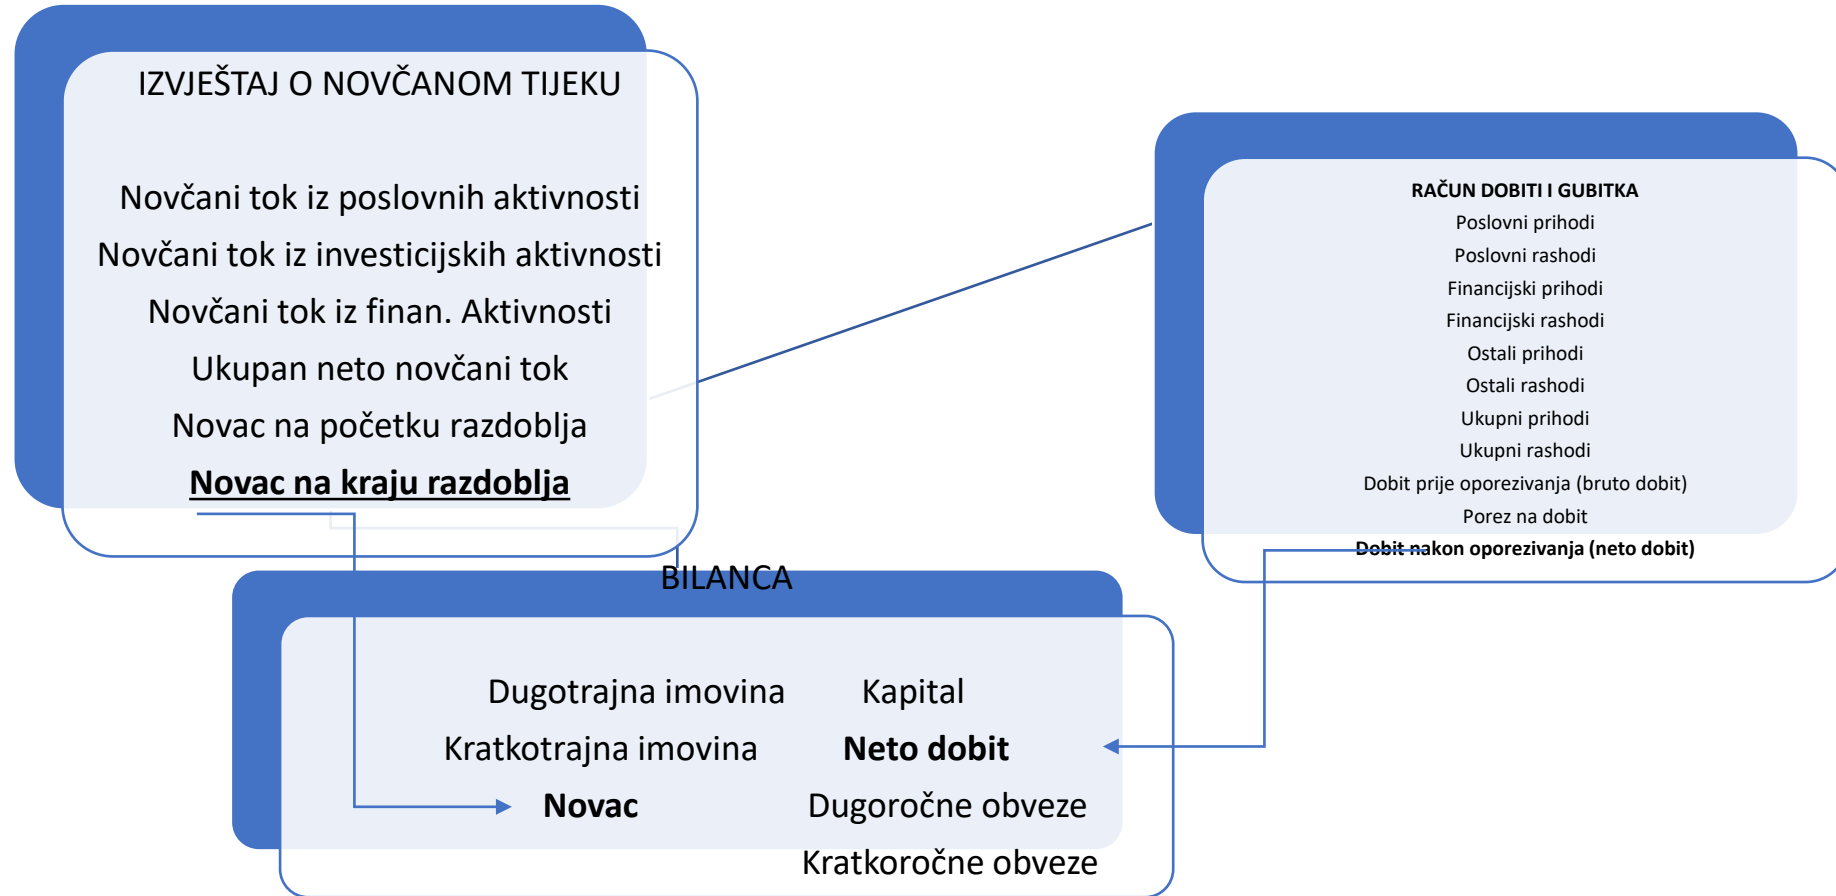 IZVJEŠTAJ O NOVČANOM TIJEKU
Novčani tok iz poslovnih aktivnosti
Novčani tok iz investicijskih aktivnosti
Novčani tok iz finan. Aktivnosti
Ukupan neto novčani tok
Novac na početku razdoblja
Novac na kraju razdoblja
RAČUN DOBITI I GUBITKA
Poslovni prihodi
Poslovni rashodi
Financijski prihodi
Financijski rashodi
Ostali prihodi
Ostali rashodi
Ukupni prihodi
Ukupni rashodi
Dobit prije oporezivanja (bruto dobit)
Porez na dobit
Dobit nakon oporezivanja (neto dobit)
BILANCA
Dugotrajna imovina Kapital
Kratkotrajna imovina Neto dobit
Novac Dugoročne obveze
Kratkoročne obveze